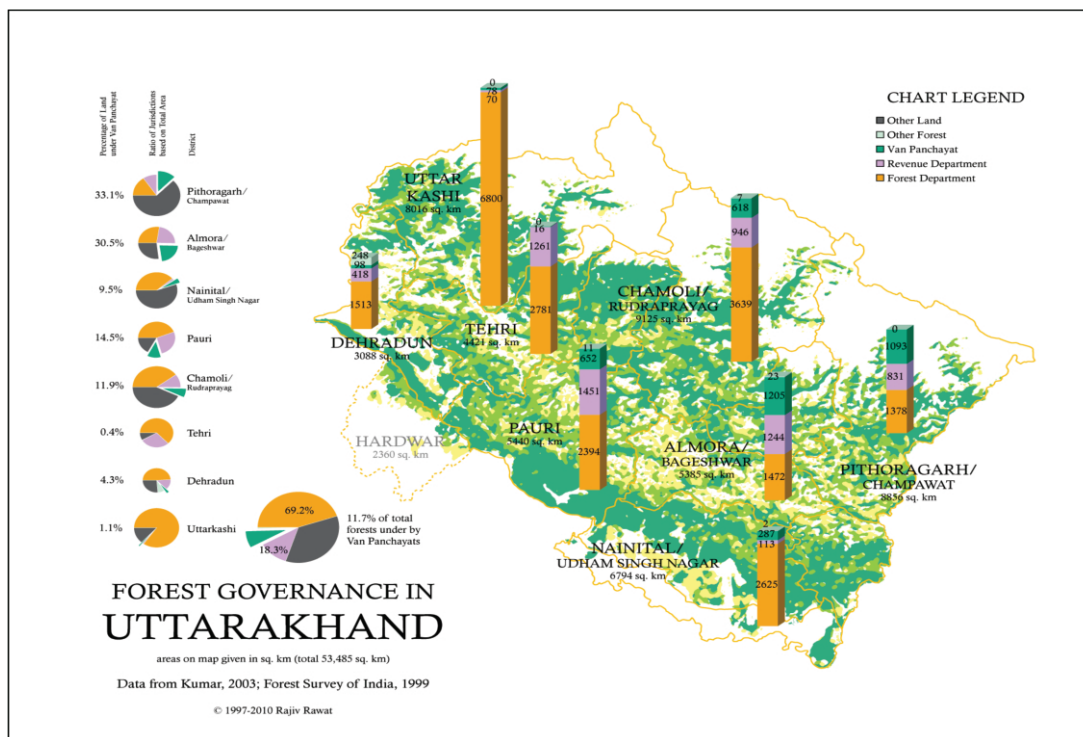 Percentage of Land
under Van Panchayat
Ratio of Jurisdictions
based on Total Area
District
33.1%
Pithoragarh/
Champawat
30.5%
Almora/
Bageshwar
9.5%
Nainital/
Udham Singh Nagar
14.5%
Pauri
11.9%
Chamoli/
Rudraprayag
0.4%
Tehri
4.3%
Dehradun
1.1%
Uttarkashi
69.2%
18.3%
11.7% of total
forests under by
Van Panchayats
FOREST GOVERNANCE IN
UTTARAKHAND
areas on map given in sq. km (total 53,485 sq. km)
Data from Kumar, 2003; Forest Survey of India, 1999
© 1997-2010 Rajiv Rawat
CHART LEGEND
Other Land
Other Forest
Van Panchayat
Revenue Department
Forest Department
UTTAR
KASHI
8016 sq. km
0
78
70
6800
TEHRI
4421 sq. km
0
16
1261
2781
DEHRADUN
3088 sq. km
248
98
418
1513
CHAMOLI/
RUDRAPRAYAG
9125 sq. km
7
618
946
3639
HARDWAR
2360 sq. km
PAURI
5440 sq. km
11
652
1451
2394
ALMORA/
BAGESHWAR
5385 sq. km
23
1205
1244
1472
PITHORAGARH/
CHAMPAWAT
8856 sq. km
0
1093
831
1378
NAINITAL/
UDHAM SINGH NAGAR
6794 sq. km
2
287
113
2625